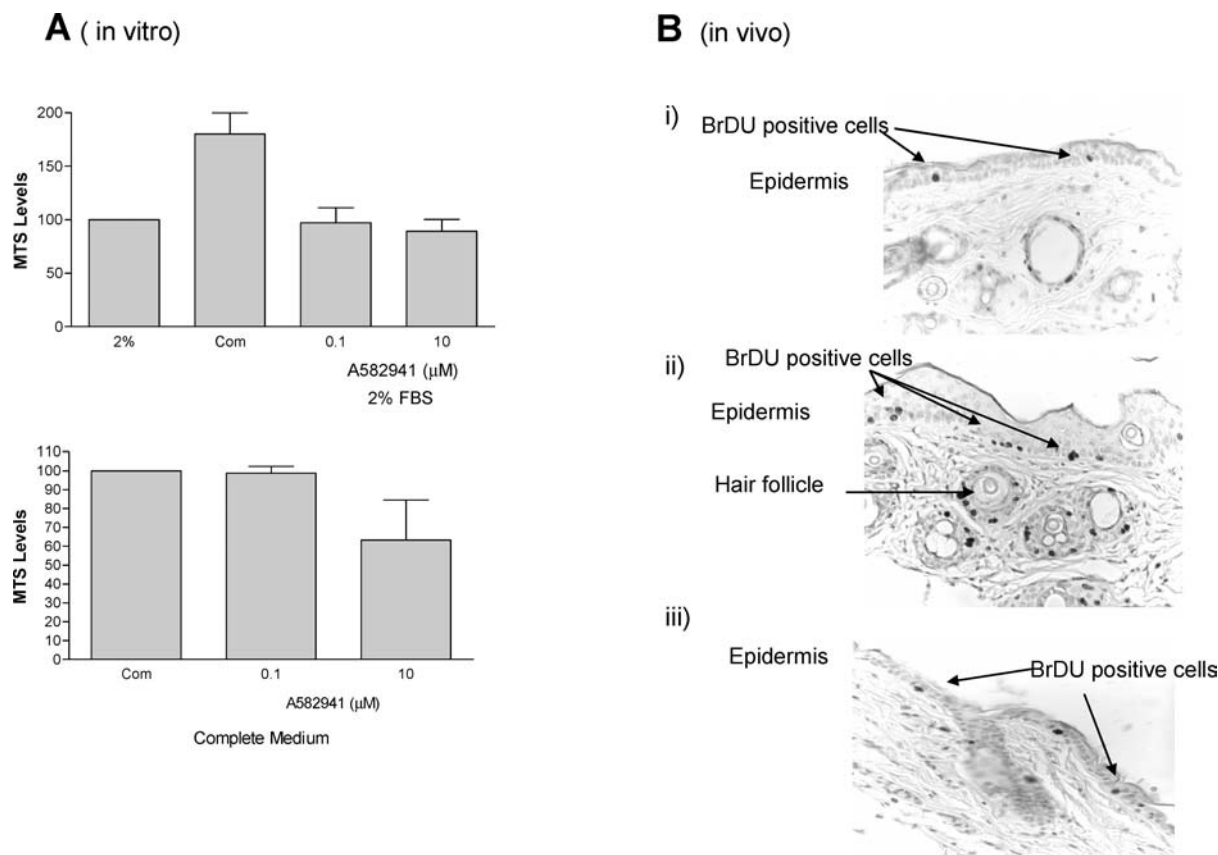 A ( in vitro)
MTS Levels
200
150
100
50
0
2% Com 0.1 10
A582941 (μM)
2% FBS
MTS Levels
110
100
90
80
70
60
50
40
30
20
10
0
Com 0.1 10
A582941 (μM)
Complete Medium
B (in vivo)
i)
BrDU positive cells
Epidermis
ii)
BrDU positive cells
Epidermis
Hair follicle
iii)
Epidermis
BrDU positive cells